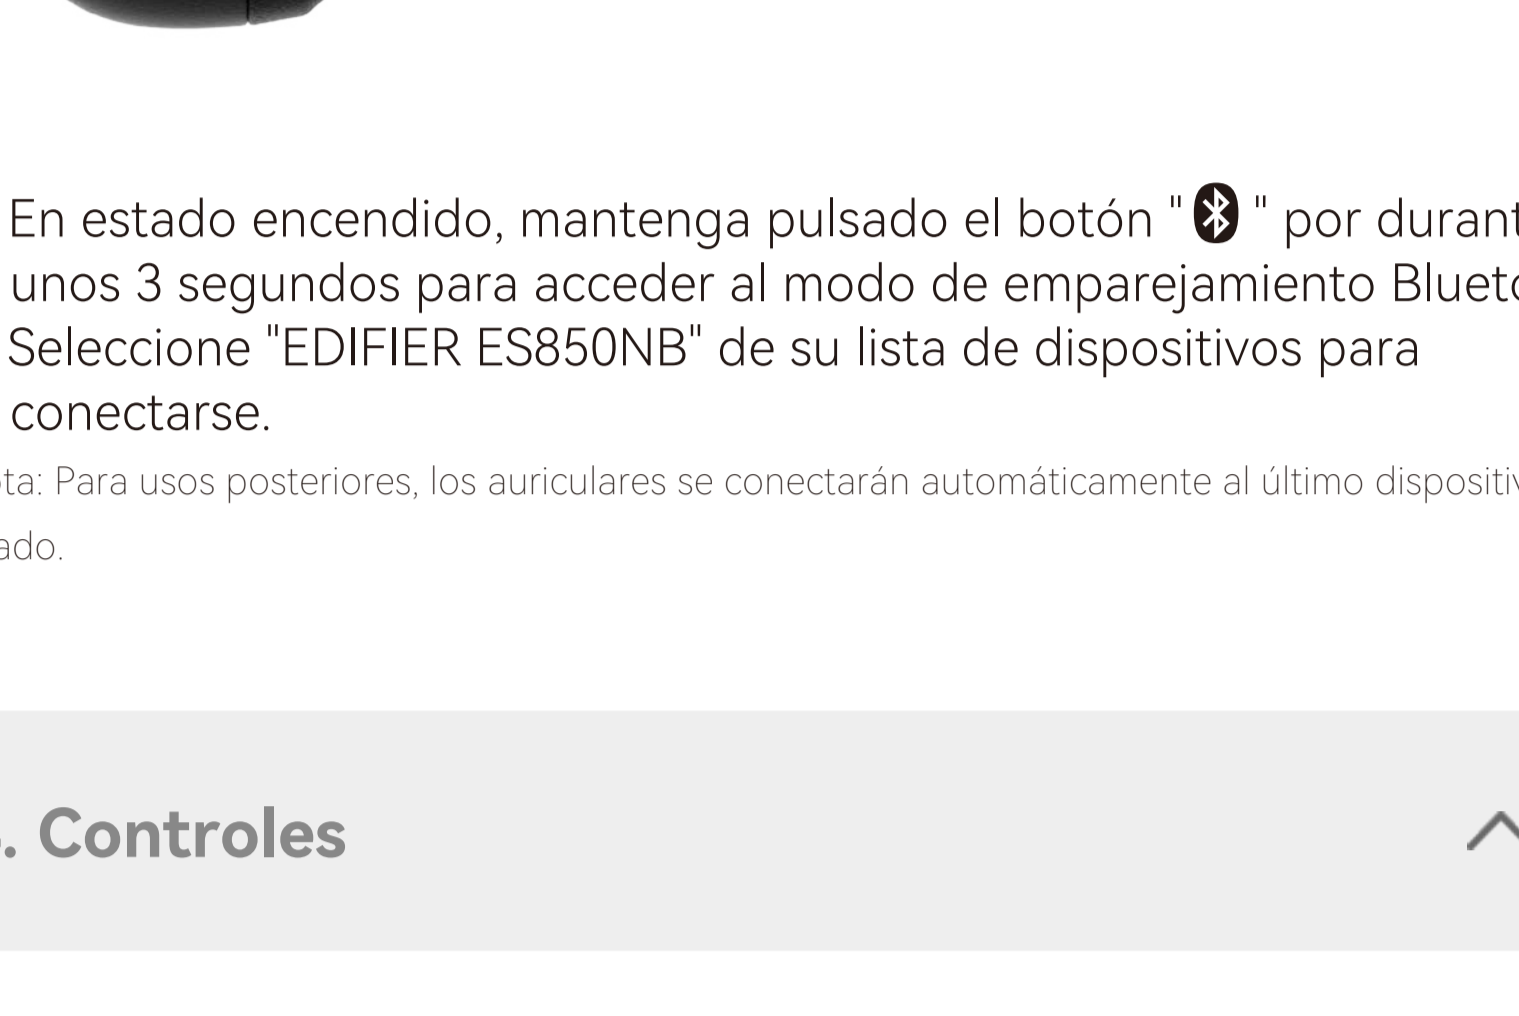 En estado encendido, mantenga pulsado el botón " " por durant
unos 3 segundos para acceder al modo de emparejamiento Blueto
Seleccione "EDIFIER ES850NB" de su lista de dispositivos para
conectarse.
ta: Para usos posteriores, los auriculares se conectarán automáticamente al último dispositiv
ado.
. Controles